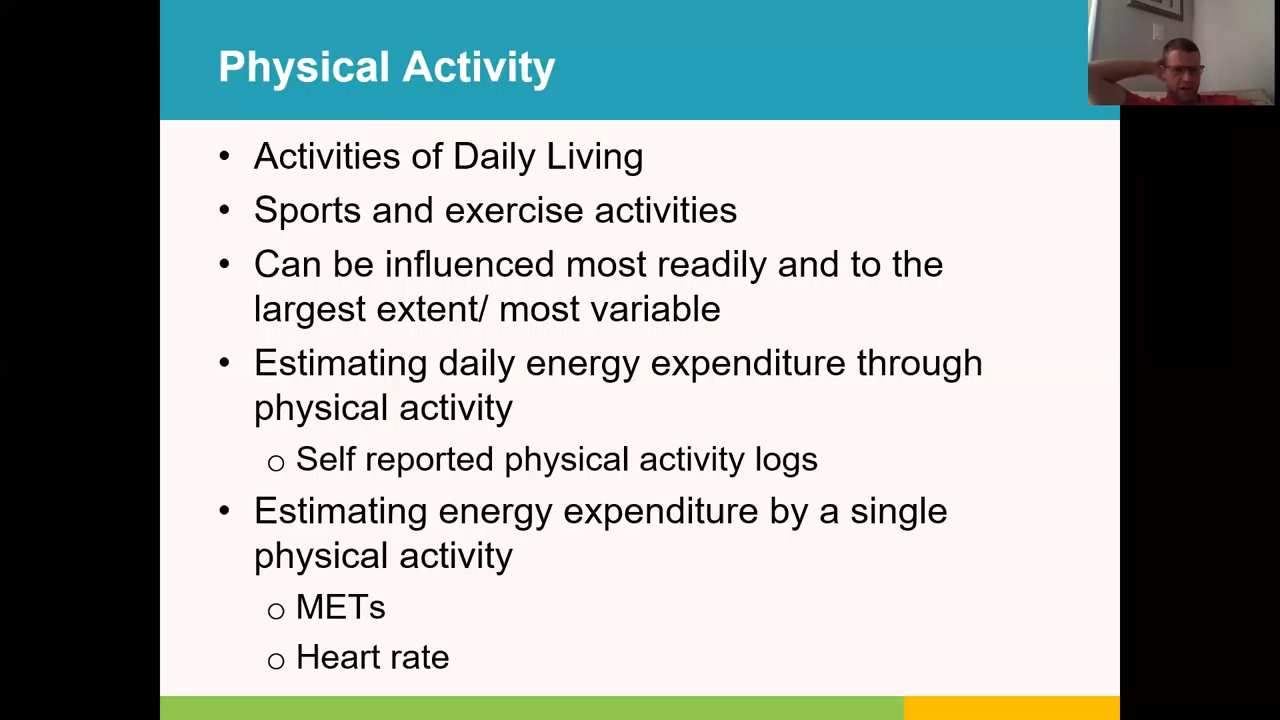 Physical Activity
• Activities of Daily Living
• Sports and exercise activities
• Can be influenced most readily and to the
largest extent/ most variable
• Estimating daily energy expenditure through
physical activity
o Self reported physical activity logs
• Estimating energy expenditure by a single
physical activity
o METs
o Heart rate